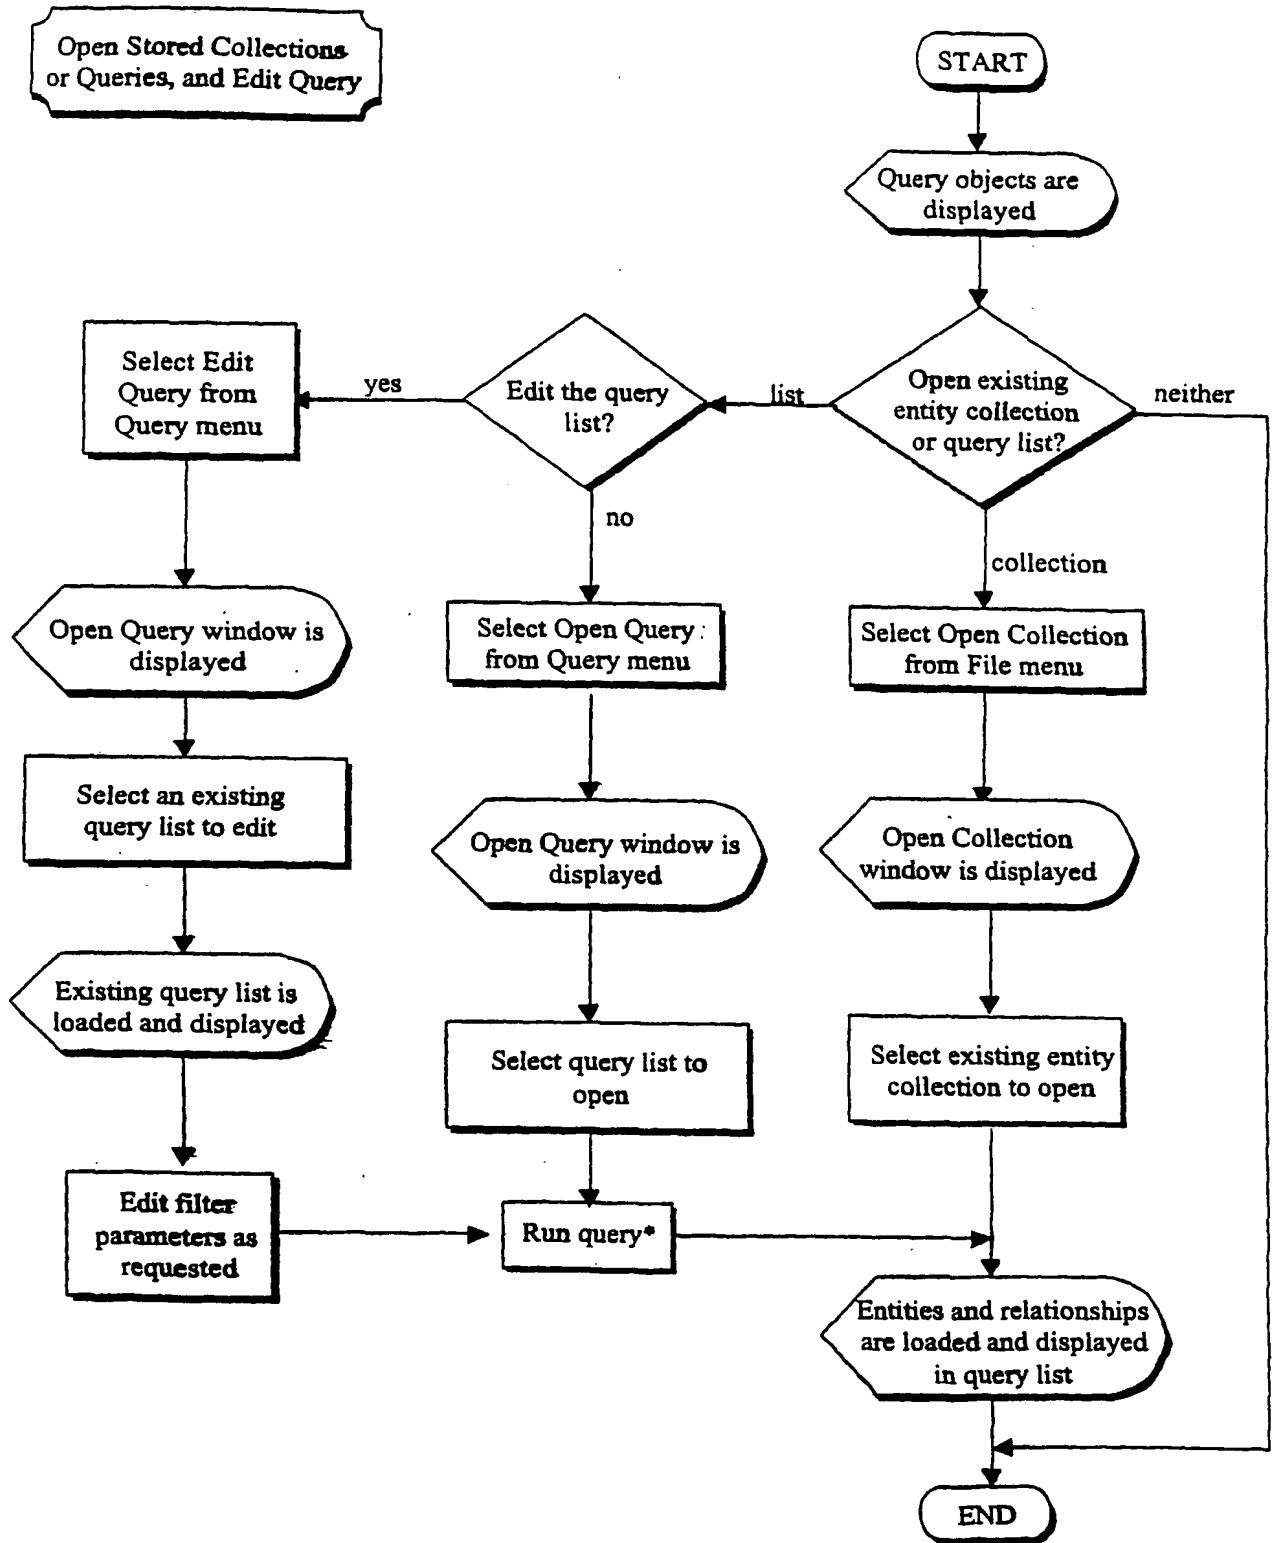 Open Stored Collections
or Queries, and Edit Query
START
Query objects are
displayed
Open existing
entity collection
or query list?
neither
list
collection
Edit the query
list?
yes
no
Select Edit
Query from
Query menu
Open Query window is
displayed
Select an existing
query list to edit
Existing query list is
loaded and displayed
Edit filter
parameters as
requested
Select Open Query
from Query menu
Open Query window is
displayed
Select query list to
open
Run query*
Select Open Collection
from File menu
Open Collection
window is displayed
Select existing entity
collection to open
Entities and relationships
are loaded and displayed
in query list
END